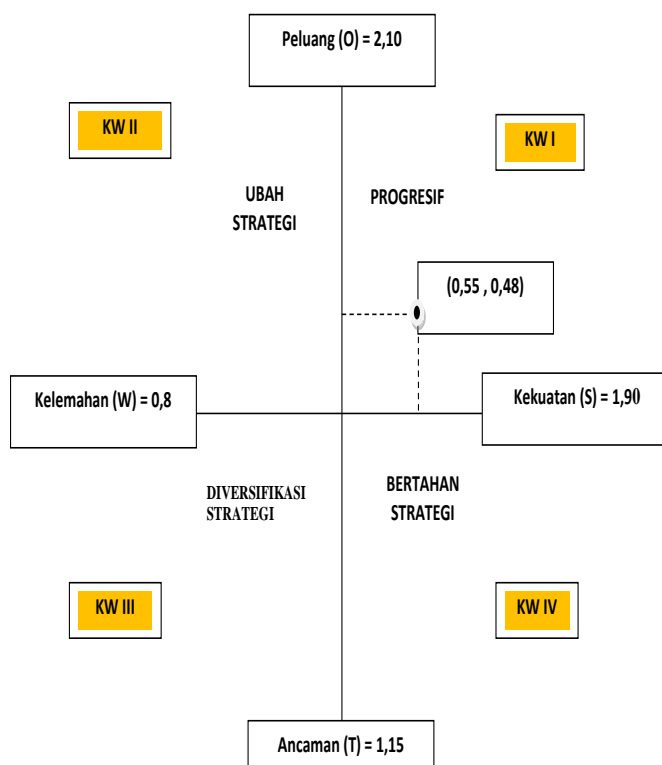 Peluang (O) = 2,10
KW II
KW I
UBAH
STRATEGI
PROGRESIF
(0,55 , 0,48)
Kelemahan (W) = 0,8
Kekuatan (S) = 1,90
DIVERSIFIKASI
STRATEGI
BERTAHAN
STRATEGI
KW III
KW IV
Ancaman (T) = 1,15